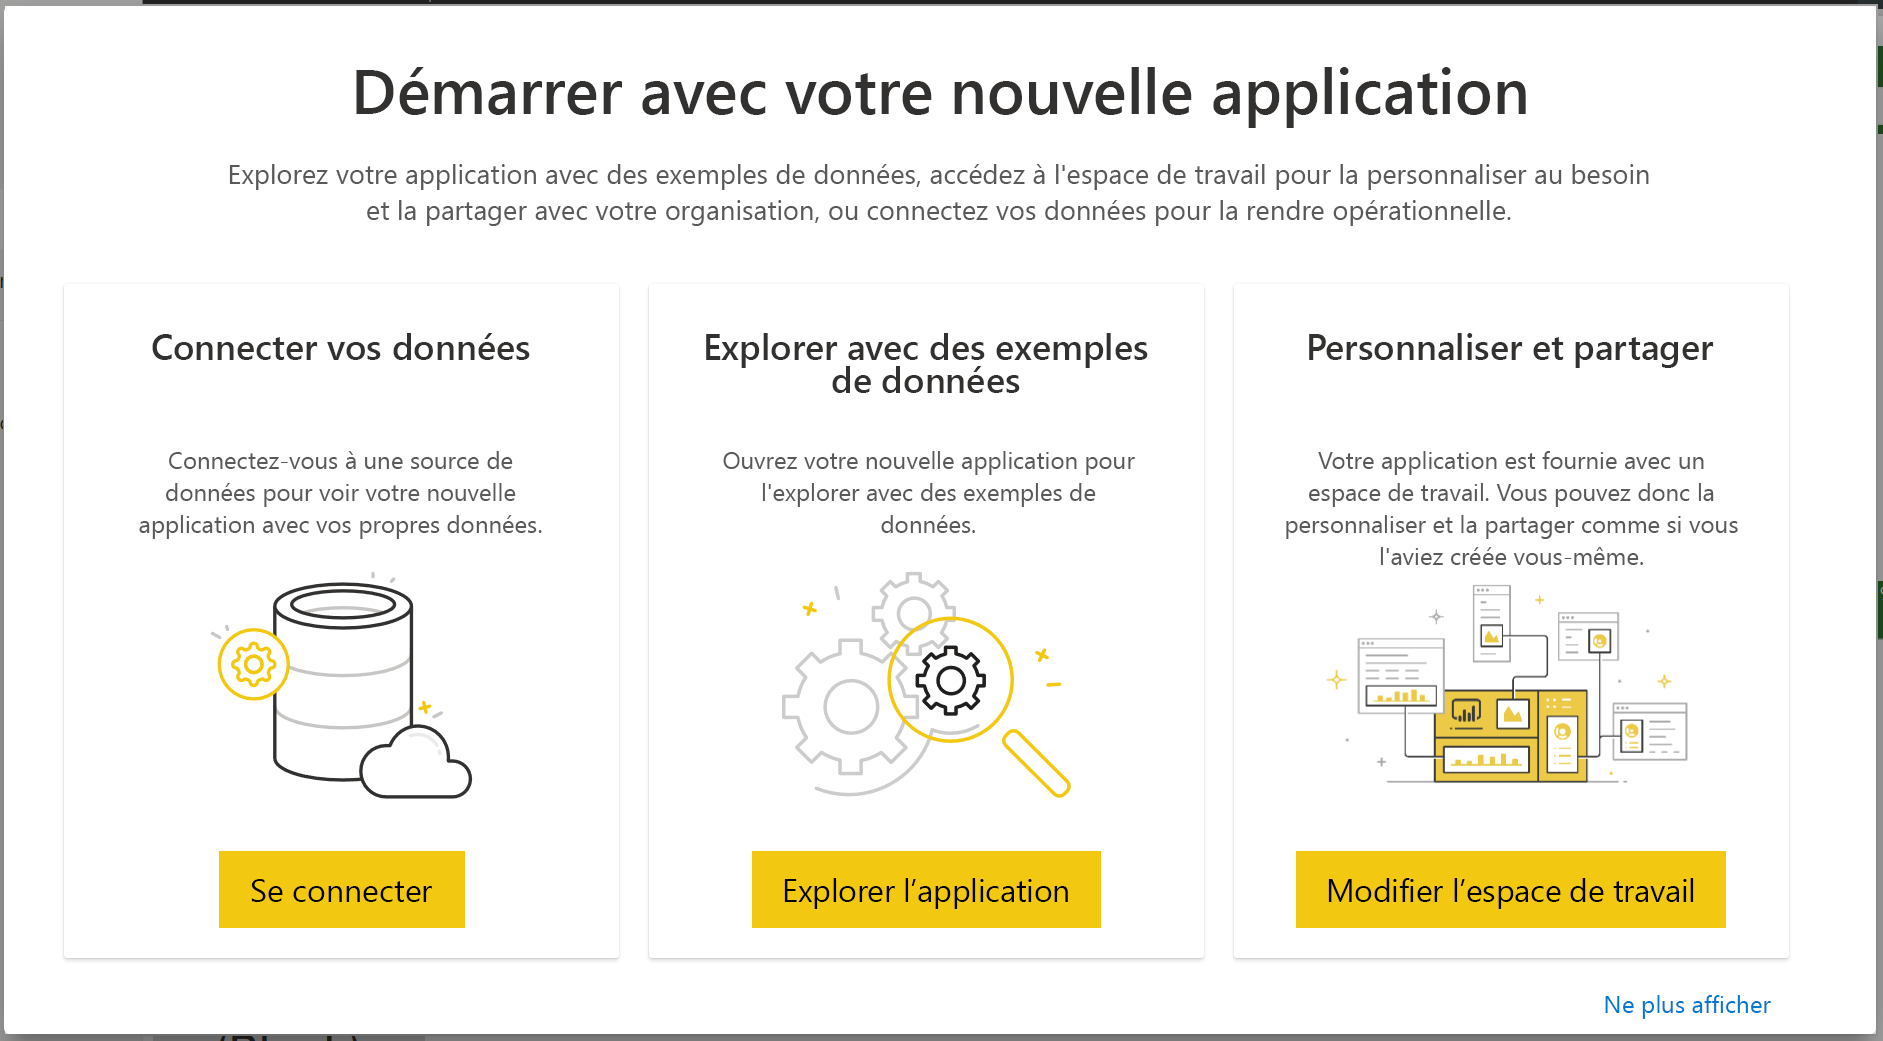 Démarrer avec votre nouvelle application
Explorez votre application avec des exemples de données, accédez à l'espace de travail pour la personnaliser au besoin
et la partager avec votre organisation, ou connectez vos données pour la rendre opérationnelle.
Connecter vos données
Connectez-vous à une source de
données pour voir votre nouvelle
application avec vos propres données.
Se connecter
Explorer avec des exemples
de données
Ouvrez votre nouvelle application pour
l'explorer avec des exemples de
données.
Explorer l’application
Personnaliser et partager
Votre application est fournie avec un
espace de travail. Vous pouvez donc la
personnaliser et la partager comme si vous
l'aviez créée vous-même.
Modifier l’espace de travail
Ne plus afficher